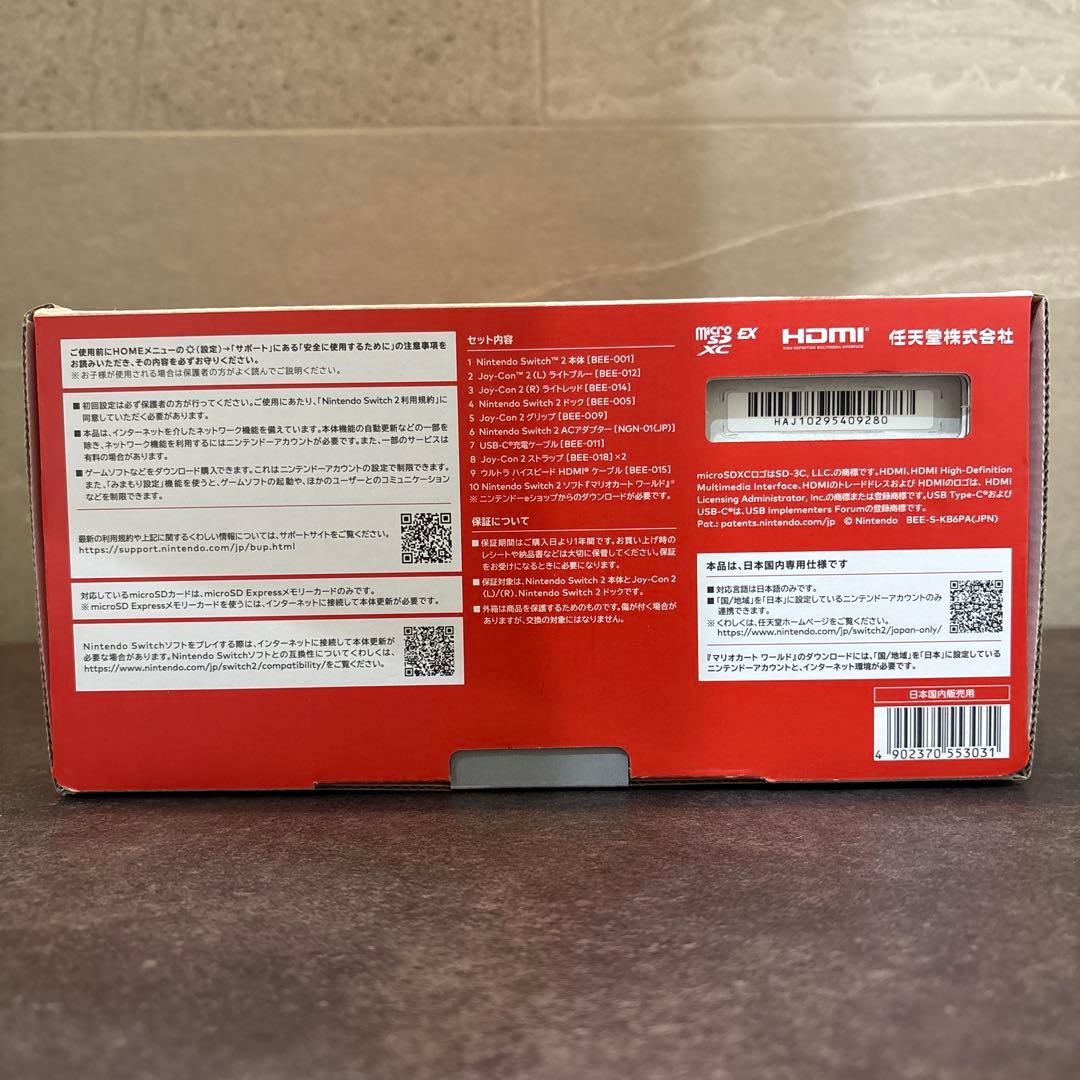 ご使用前にHOMEメニューの(設定)→「サポート」にある「安全に使用するために」の注意事項を
お読みいただき、その内容を必ずお守りください。
※お子様が使用される場合は保護者の方がよく読んでご説明ください。
■ 初回設定は必ず保護者の方が行ってください。ご使用にあたり、「Nintendo Switch 2利用規約」に
同意していただく必要があります。
■ 本品は、インターネットを介したネットワーク機能を備えています。本体機能の自動更新などの一部を
除き、ネットワーク機能を利用するにはニンテンドーアカウントが必要です。また、一部のサービスは
有料の場合があります。
■ ゲームソフトなどをダウンロード購入できます。これはニンテンドーアカウントの設定で制限できます。
また、「みまもり設定」機能を使うと、ゲームソフトの起動や、ほかのユーザーとのコミュニケーション
などを制限できます。
最新の利用規約や上記に関するくわしい情報については、サポートサイトをご覧ください。
https://support.nintendo.com/jp/bup.html
対応しているmicroSDカードは、microSD Expressメモリーカードのみです。
※ microSD Expressメモリーカードを使うには、インターネットに接続して本体更新が必要です。
Nintendo Switchソフトをプレイする際は、インターネットに接続して本体更新が
必要な場合があります。Nintendo Switchソフトとの互換性についてくわしくは、
https://www.nintendo.com/jp/switch2/compatibility/をご覧ください。
セット内容
1 Nintendo Switch™ 2 本体 [BEE-001]
2 Joy-Con™ 2 (L) ライトブルー [BEE-012]
3 Joy-Con 2 (R) ライトレッド [BEE-014]
4 Nintendo Switch 2 ドック [BEE-005]
5 Joy-Con 2 グリップ [BEE-009]
6 Nintendo Switch 2 ACアダプター [NGN-01(JP)]
7 USB-C®充電ケーブル [BEE-011]
8 Joy-Con 2 ストラップ [BEE-018]×2
9 ウルトラ ハイスピード HDMI® ケーブル [BEE-015]
10 Nintendo Switch 2 ソフト『マリオカート ワールド』※
※ ニンテンドーeショップからのダウンロードが必要です。
保証について
■ 保証期間はご購入日より1年間です。お買い上げ時の
レシートや納品書などは大切に保管してください。保証
をお受けになるときに必要になります。
■ 保証対象は、Nintendo Switch 2 本体とJoy-Con 2
(L)/(R)、Nintendo Switch 2 ドックです。
■ 外箱は商品を保護するためのものです。傷が付く場合が
ありますが、交換の対象にはなりません。
micro SD XC EX HDMI 任天堂株式会社
HIGH-DEFINITION MULTIMEDIA INTERFACE
HAJ10295409280
microSDXCロゴはSD-3C, LLC.の商標です。HDMI、HDMI High-Definition
Multimedia Interface、HDMIのトレードドレスおよび HDMIのロゴは、HDMI
Licensing Administrator, Inc.の商標または登録商標です。USB Type-C®および
USB-C®は、USB Implementers Forumの登録商標です。
Pat.: patents.nintendo.com/jp © Nintendo BEE-S-KB6PA(JPN)
本品は、日本国内専用仕様です
■ 対応言語は日本語のみです。
■ 「国/地域」を「日本」に設定しているニンテンドーアカウントのみ
連携できます。
※ くわしくは、任天堂ホームページをご覧ください。
https://www.nintendo.com/jp/switch2/japan-only/
『マリオカート ワールド』のダウンロードには、「国/地域」を「日本」に設定している
ニンテンドーアカウントと、インターネット環境が必要です。
日本国内販売用
4 902370 553031